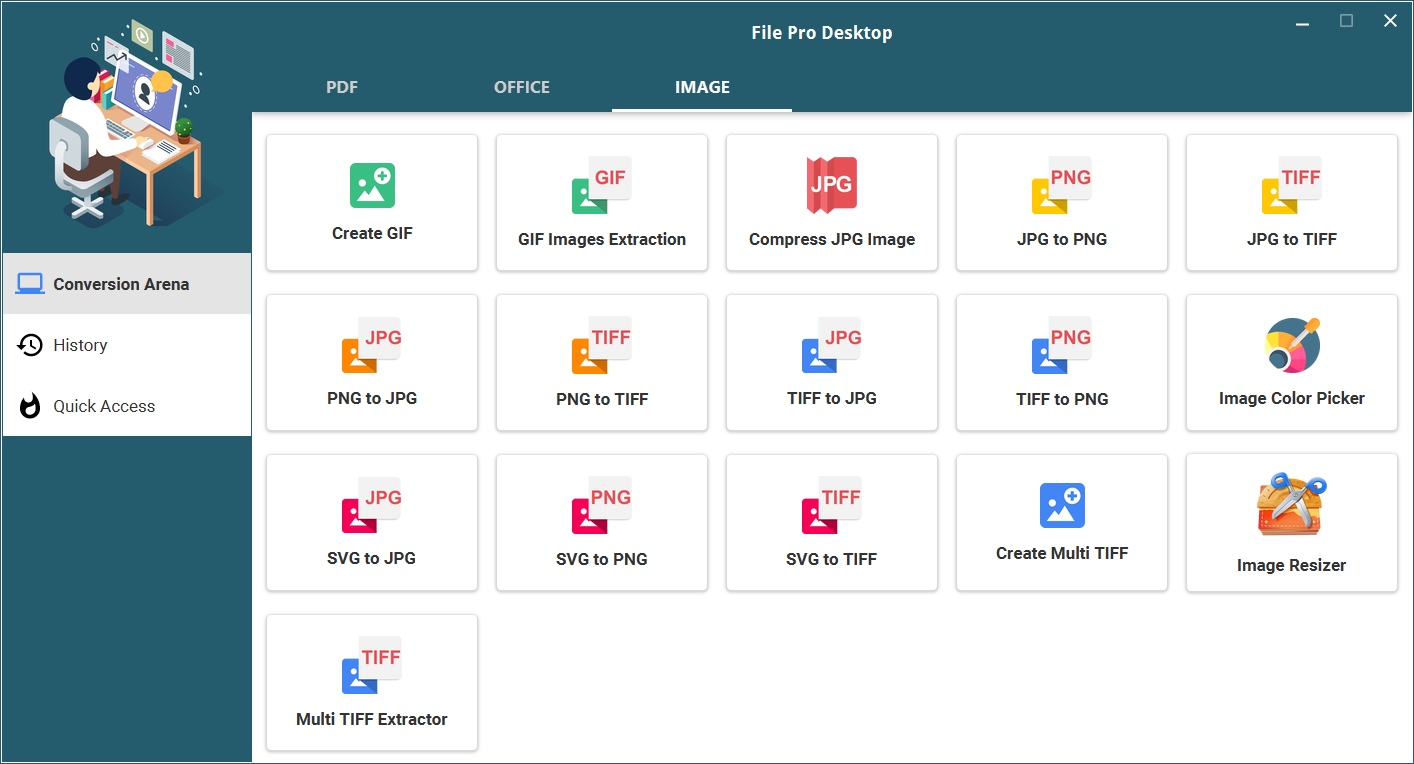 File Pro Desktop
PDF OFFICE IMAGE
Conversion Arena
History
Quick Access
Create GIF
GIF
GIF Images Extraction
JPG
Compress JPG Image
PNG
JPG to PNG
TIFF
JPG to TIFF
JPG
PNG to JPG
TIFF
PNG to TIFF
JPG
TIFF to JPG
PNG
TIFF to PNG
Image Color Picker
JPG
SVG to JPG
PNG
SVG to PNG
TIFF
SVG to TIFF
Create Multi TIFF
Image Resizer
TIFF
Multi TIFF Extractor